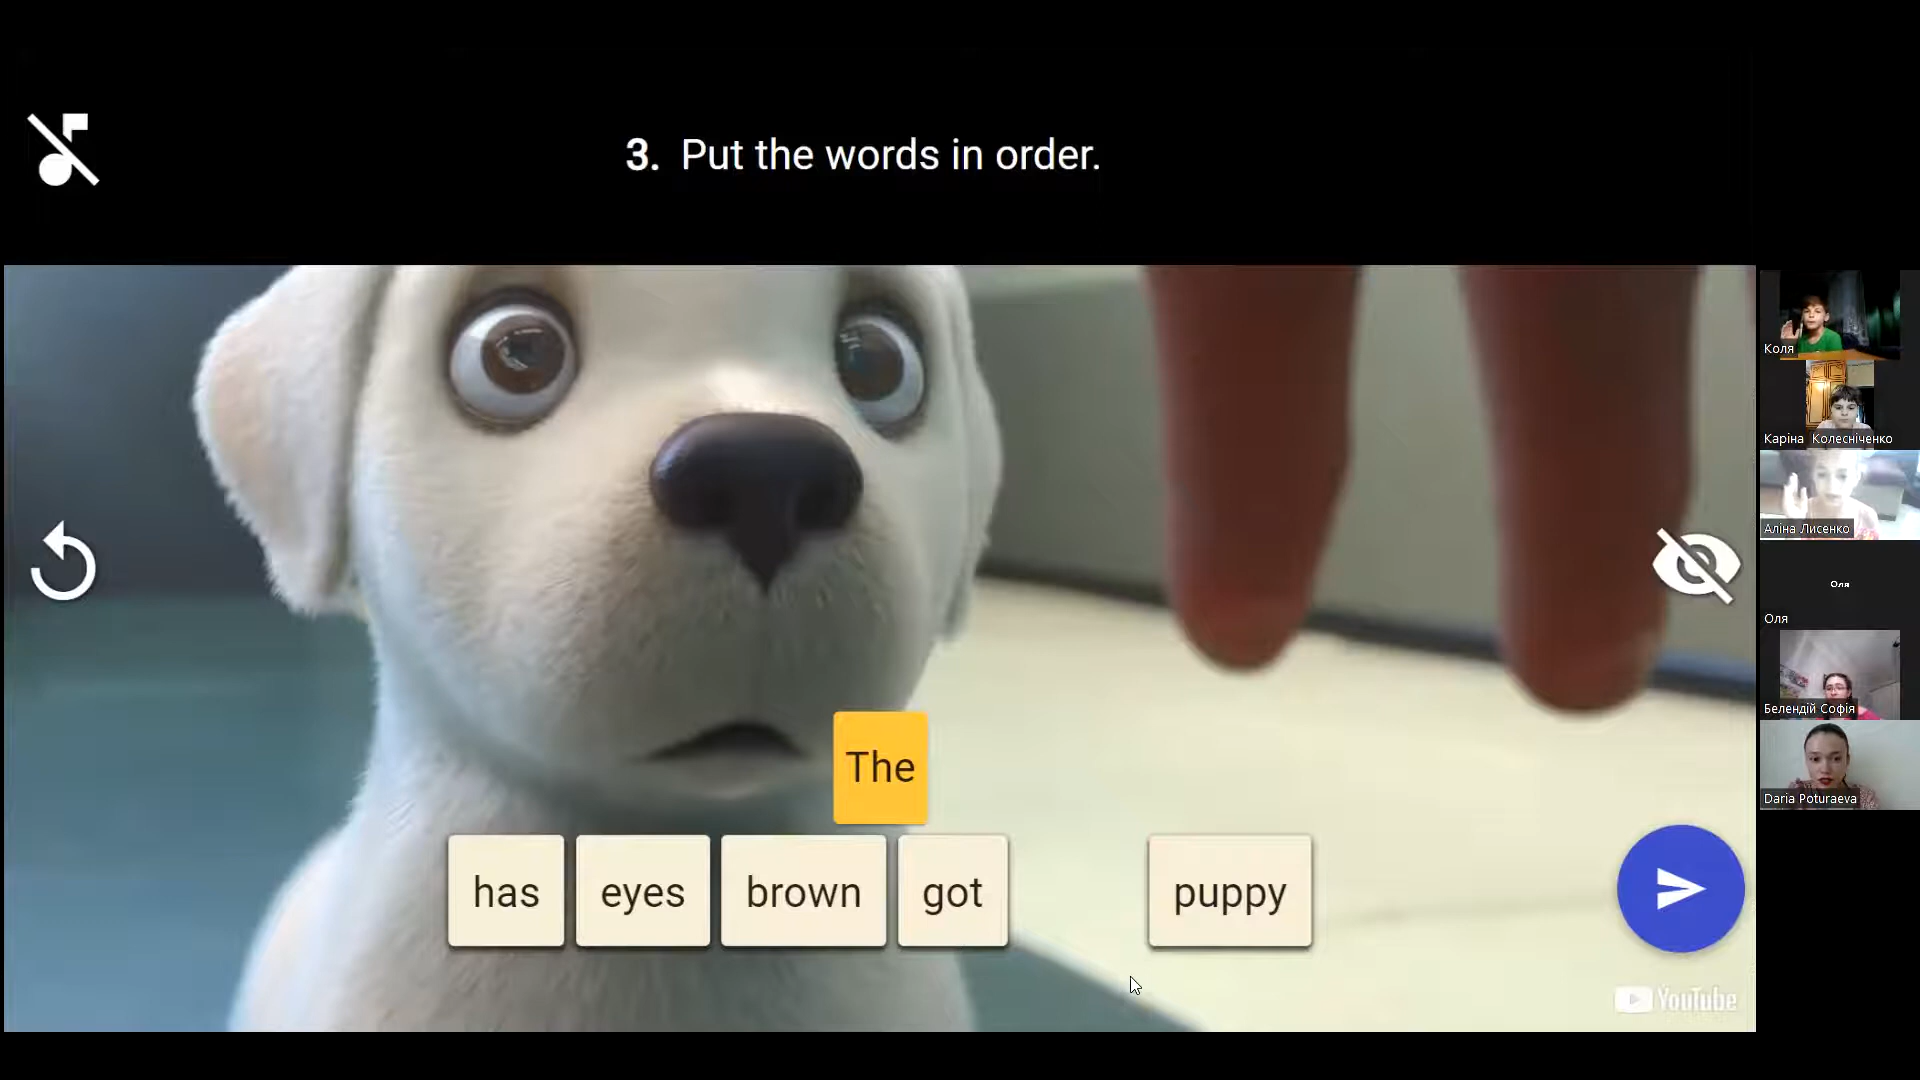 3. Put the words in order.
The
has eyes brown got puppy
YouTube
Коля
Каріна Колесніченко
Аліна Лисенко
Оля
Оля
Белендій Софія
Daria Poturaeva